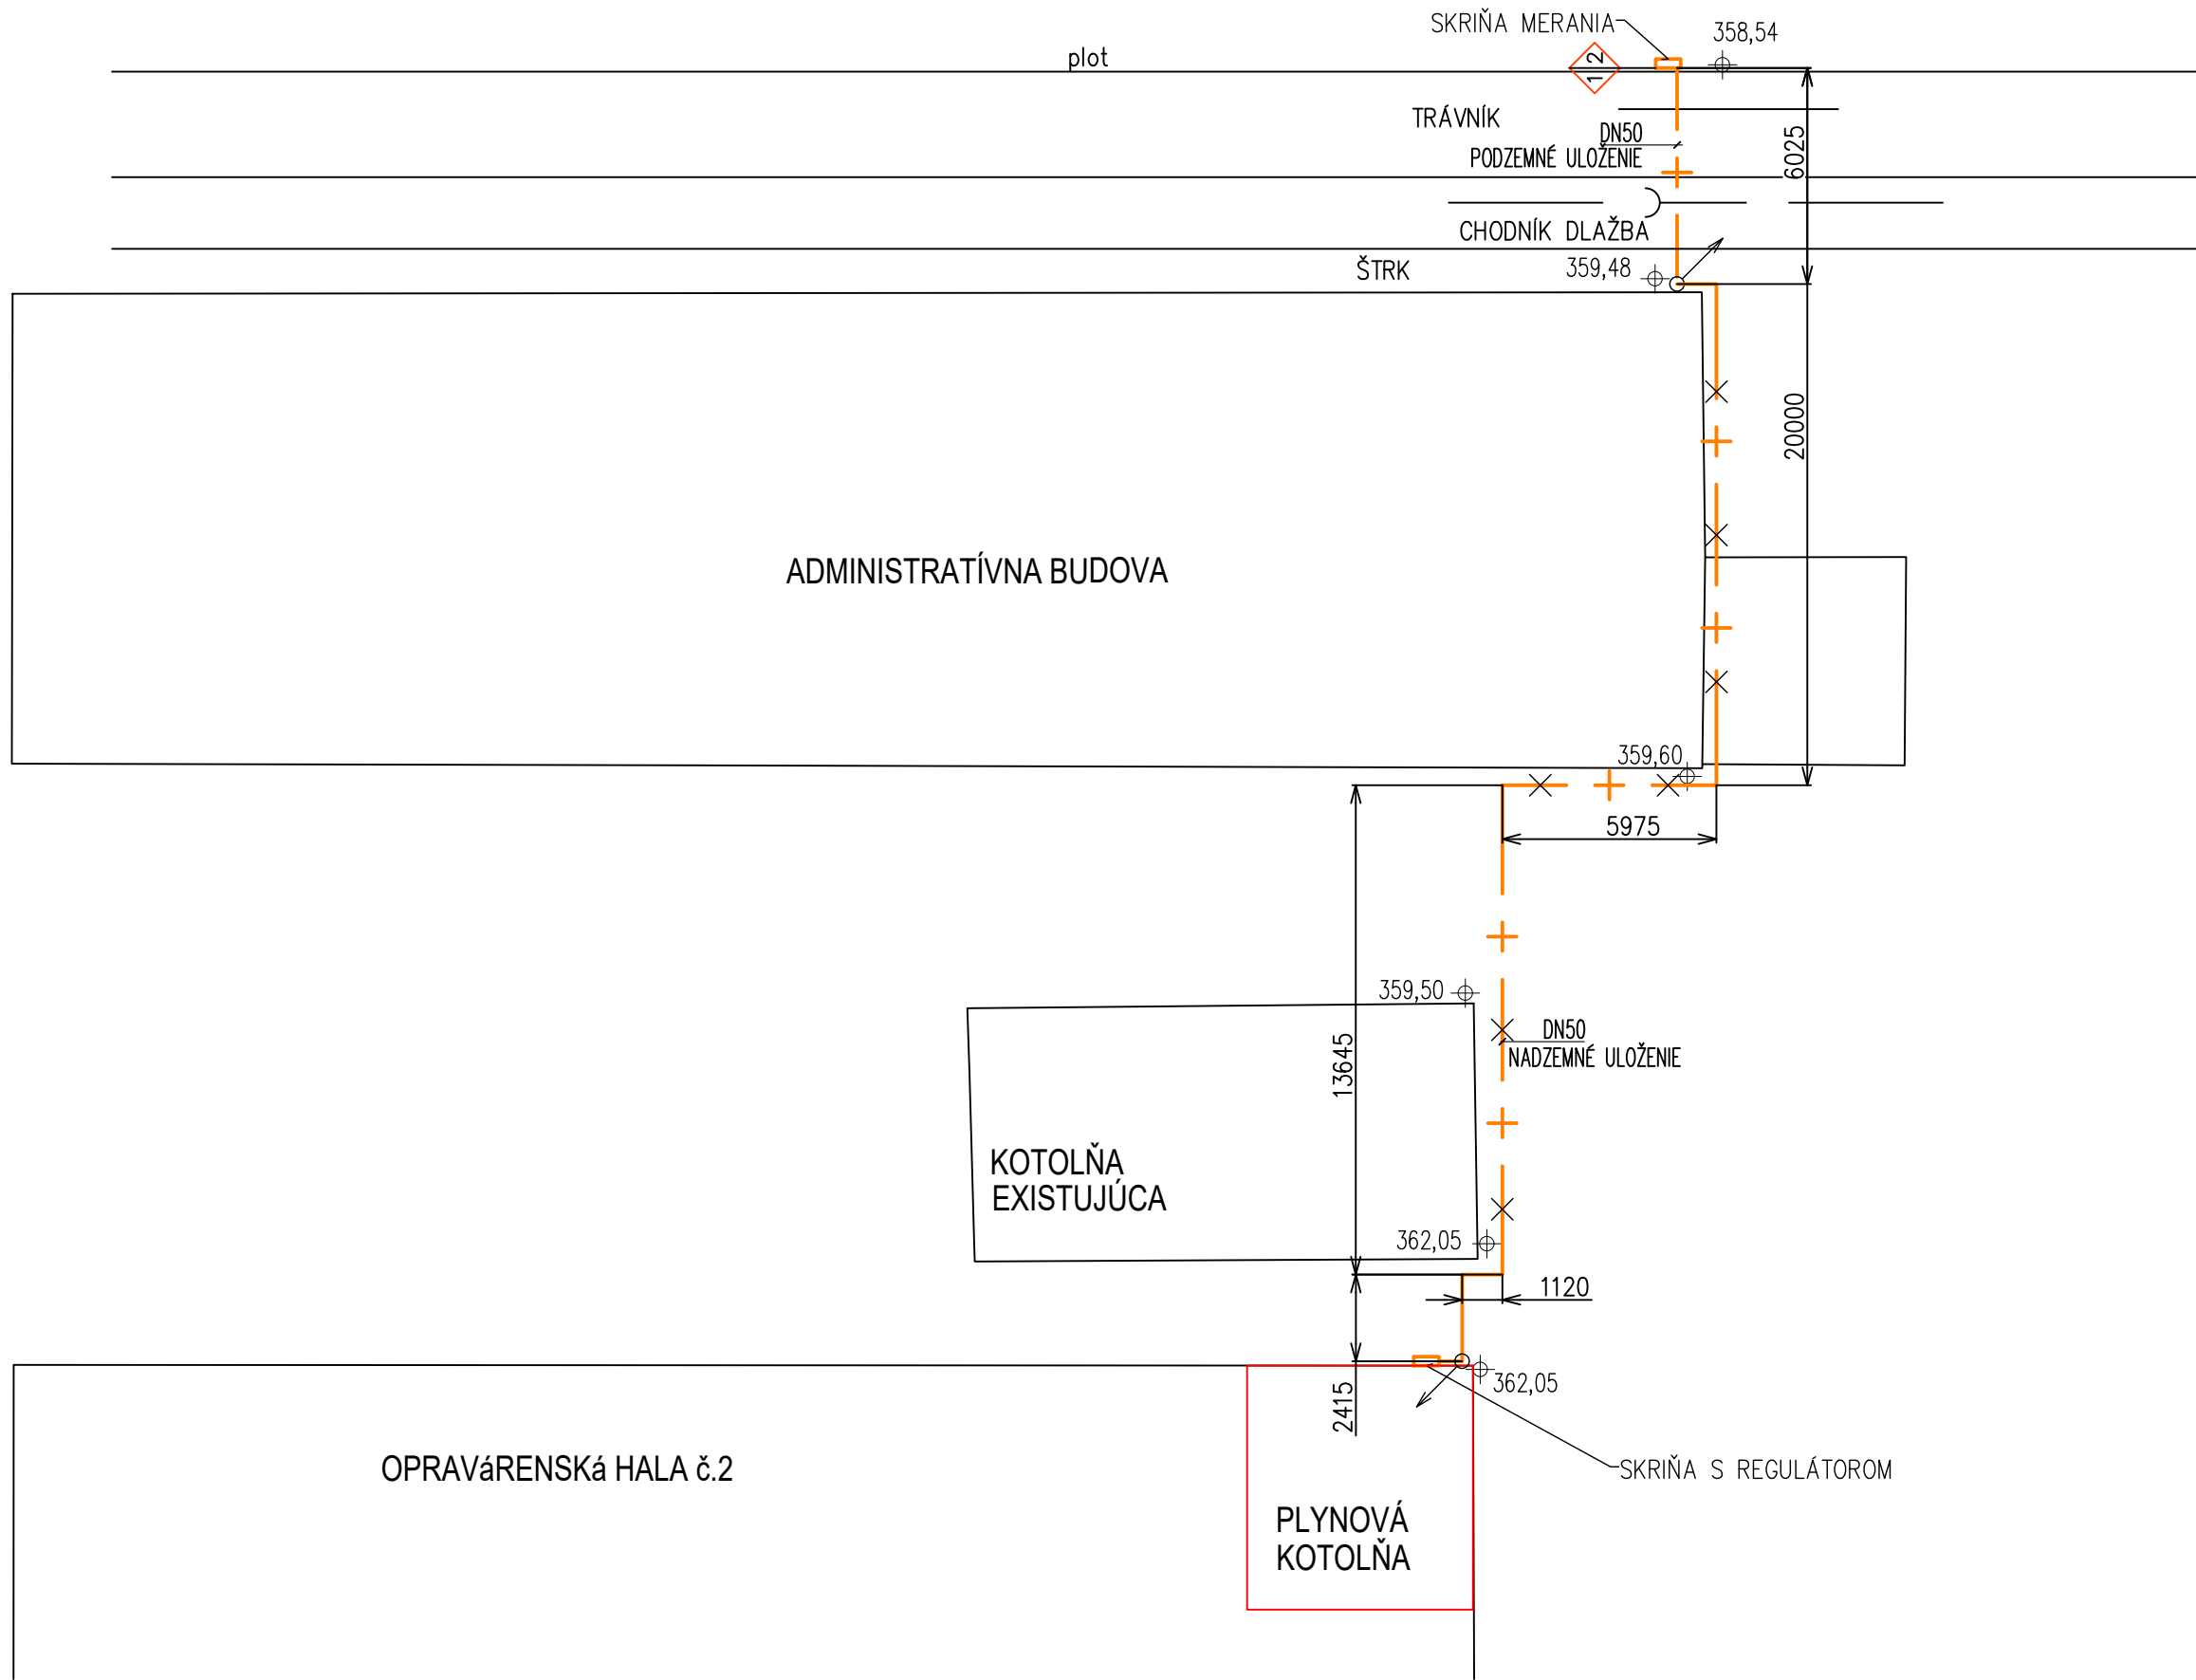 SKRIŇA MERANIA
358,54
plot
1 2
TRÁVNÍK
DN50
PODZEMNÉ ULOŽENIE
6025
CHODNÍK DLAŽBA
ŠTRK
359,48
20000
ADMINISTRATÍVNA BUDOVA
359,60
5975
359,50
13645
DN50
NADZEMNÉ ULOŽENIE
KOTOLŇA
EXISTUJÚCA
362,05
1120
362,05
2415
OPRAVáRENSKá HALA č.2
SKRIŇA S REGULÁTOROM
PLYNOVÁ
KOTOLŇA